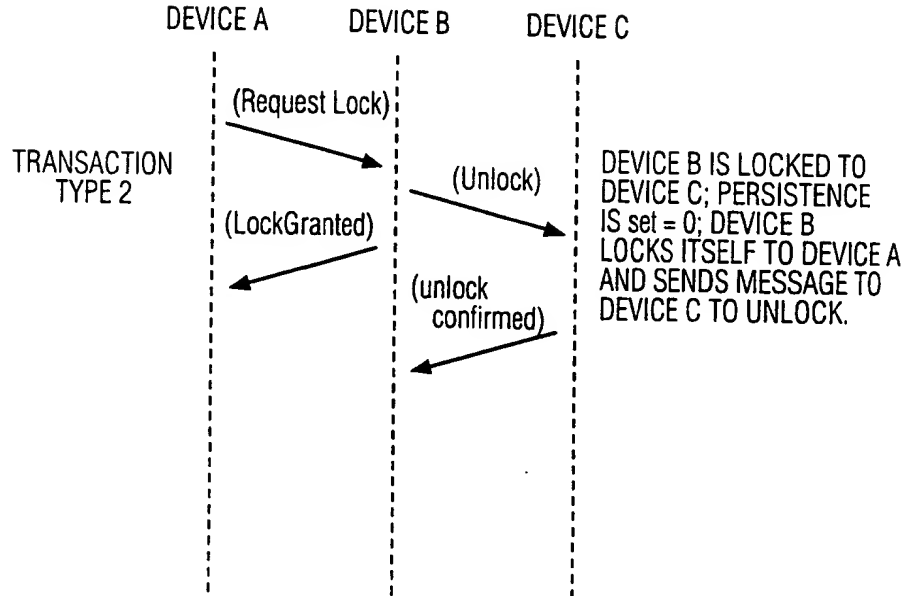 DEVICE A DEVICE B DEVICE C
(Request Lock)
TRANSACTION
TYPE 2
(Unlock)
(LockGranted)
(unlock
confirmed)
DEVICE B IS LOCKED TO
DEVICE C; PERSISTENCE
IS set = 0; DEVICE B
LOCKS ITSELF TO DEVICE A
AND SENDS MESSAGE TO
DEVICE C TO UNLOCK.